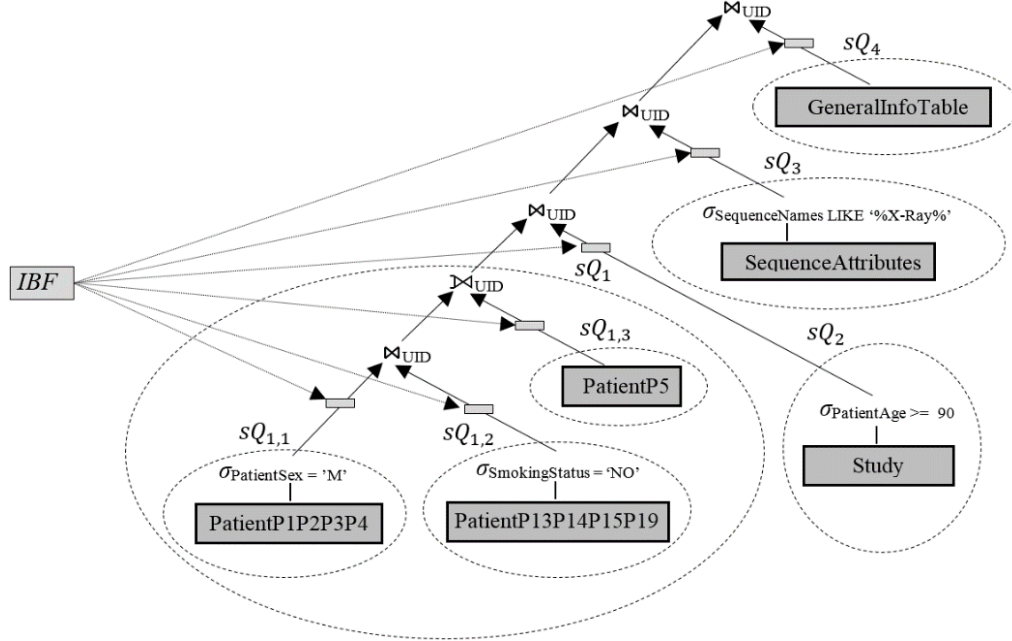 ⋈UID
sQ4
GeneralInfoTable
⋈UID
sQ3
σSequenceNames LIKE ‘%X-Ray%’
SequenceAttributes
⋈UID
IBF
sQ1
⟕UID
sQ2
sQ1,3
PatientP5
⋈UID
σPatientAge >= 90
Study
sQ1,1
sQ1,2
σPatientSex = ’M’
σSmokingStatus = ‘NO’
PatientP1P2P3P4
PatientP13P14P15P19